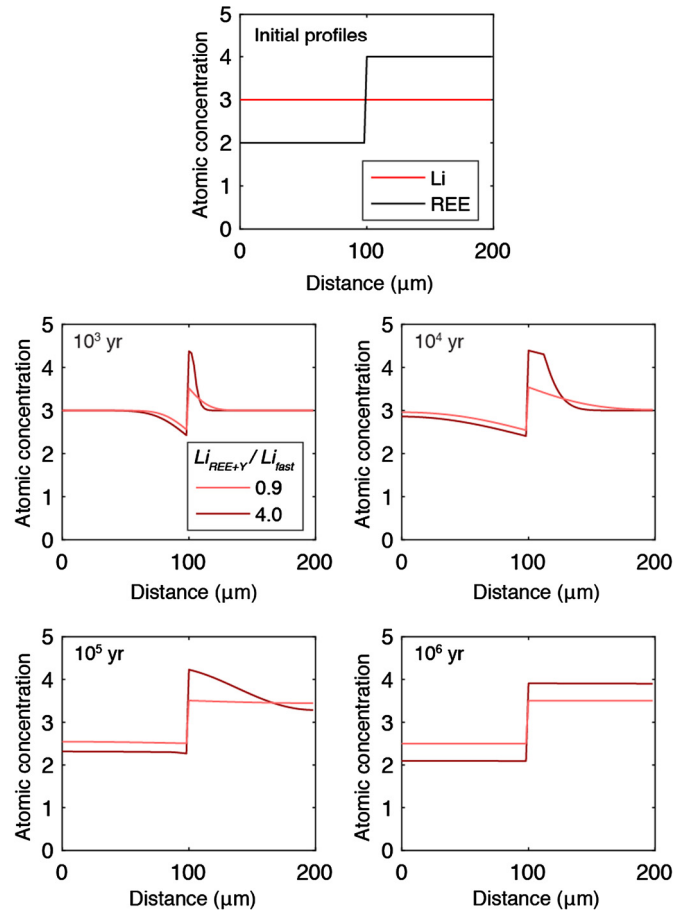 Initial profiles
Atomic concentration
5
4
3
2
1
0
Li
REE
0 100 200
Distance (µm)
10³ yr
Atomic concentration
5
4
3
2
1
0
Li_REE+Y / Li_fast
0.9
4.0
0 100 200
Distance (µm)
10⁴ yr
Atomic concentration
5
4
3
2
1
0
0 100 200
Distance (µm)
10⁵ yr
Atomic concentration
5
4
3
2
1
0
0 100 200
Distance (µm)
10⁶ yr
Atomic concentration
5
4
3
2
1
0
0 100 200
Distance (µm)